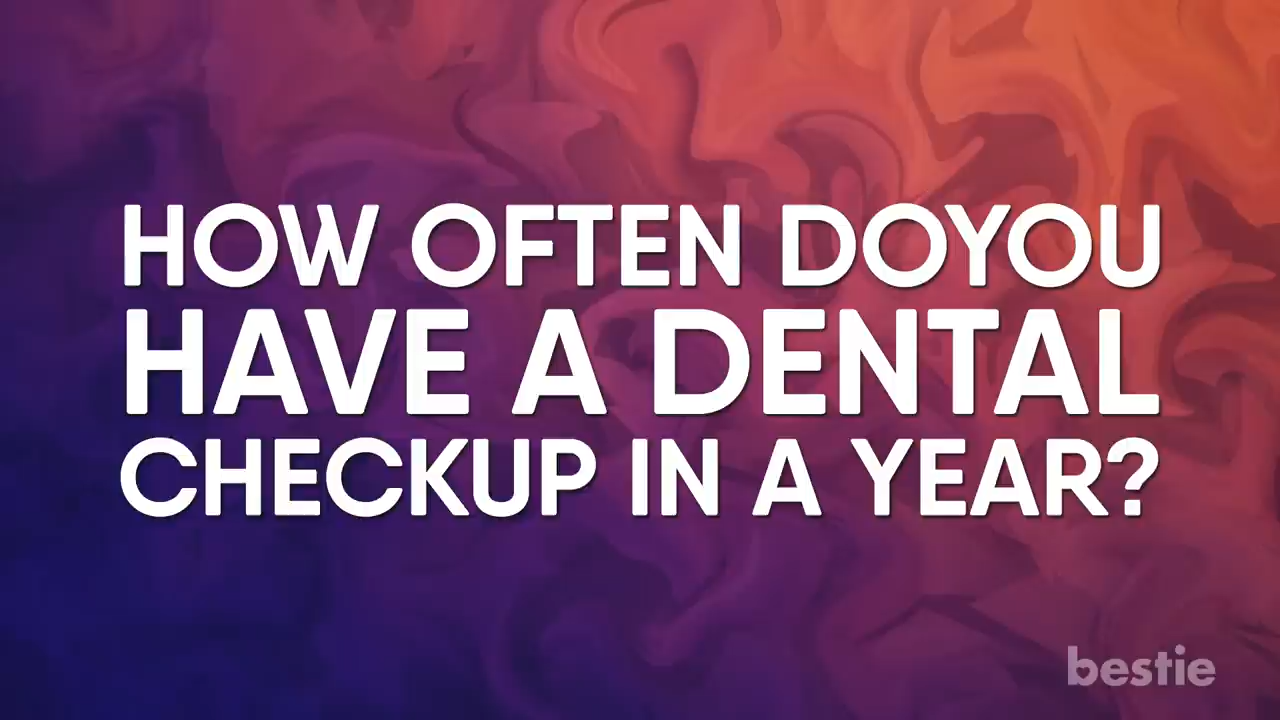 HOW OFTEN DOYOU
HAVE A DENTAL
CHECKUP IN A YEAR?
bestie